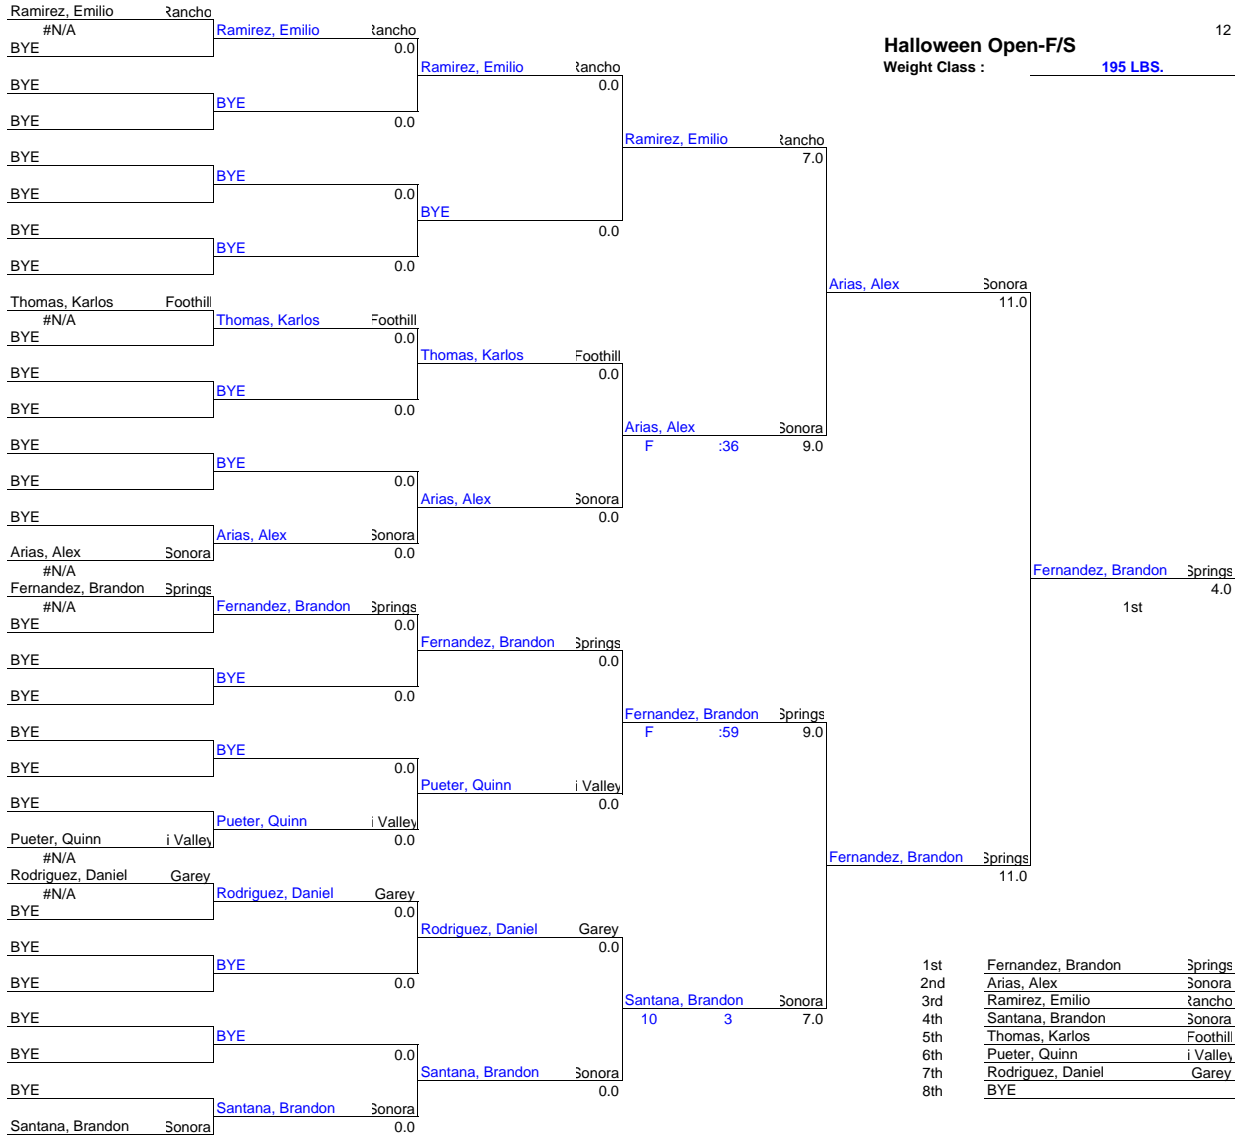 Ramirez, Emilio Rancho
#N/A
BYE
BYE
BYE
BYE
BYE
BYE
BYE
Thomas, Karlos Foothill
#N/A
BYE
BYE
BYE
BYE
BYE
BYE
Arias, Alex Sonora
#N/A
Fernandez, Brandon Springs
#N/A
BYE
BYE
BYE
BYE
BYE
BYE
Pueter, Quinn i Valley
#N/A
Rodriguez, Daniel Garey
#N/A
BYE
BYE
BYE
BYE
BYE
BYE
Santana, Brandon Sonora
Ramirez, Emilio Rancho
0.0
BYE
0.0
BYE
0.0
BYE
0.0
Thomas, Karlos Foothill
0.0
BYE
0.0
BYE
0.0
Arias, Alex Sonora
0.0
Fernandez, Brandon Springs
0.0
BYE
0.0
BYE
0.0
Pueter, Quinn i Valley
0.0
Rodriguez, Daniel Garey
0.0
BYE
0.0
BYE
0.0
Santana, Brandon Sonora
0.0
Ramirez, Emilio Rancho
0.0
BYE
0.0
Thomas, Karlos Foothill
0.0
Arias, Alex Sonora
0.0
Fernandez, Brandon Springs
0.0
Pueter, Quinn i Valley
0.0
Rodriguez, Daniel Garey
0.0
Santana, Brandon Sonora
0.0
Ramirez, Emilio Rancho
7.0
Arias, Alex Sonora
F :36 9.0
Fernandez, Brandon Springs
F :59 9.0
Santana, Brandon Sonora
10 3 7.0
Arias, Alex Sonora
11.0
Fernandez, Brandon Springs
11.0
Fernandez, Brandon Springs
4.0
1st
12
Halloween Open-F/S
Weight Class : 195 LBS.
1st Fernandez, Brandon Springs
2nd Arias, Alex Sonora
3rd Ramirez, Emilio Rancho
4th Santana, Brandon Sonora
5th Thomas, Karlos Foothill
6th Pueter, Quinn i Valley
7th Rodriguez, Daniel Garey
8th BYE